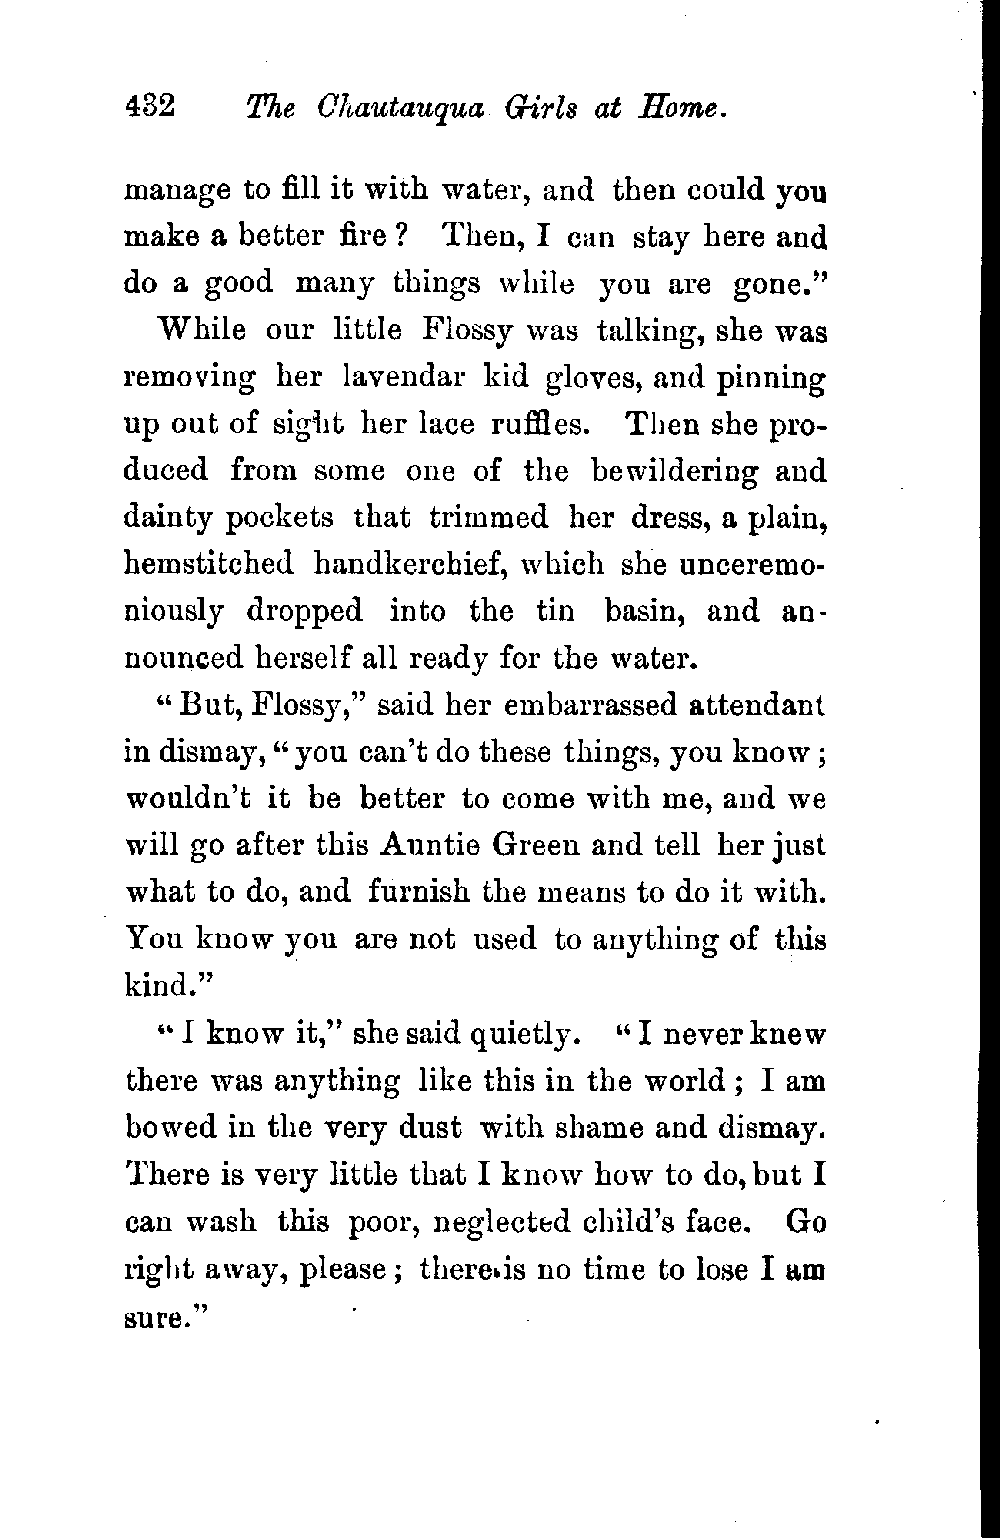 432 The Chautauqua Girls at Home.
manage to fill it with water, and then could you
make a better fire? Then, I can stay here and
do a good many things while you are gone."
While our little Flossy was talking, she was
removing her lavendar kid gloves, and pinning
up out of sight her lace ruffles. Then she pro-
duced from some one of the bewildering and
dainty pockets that trimmed her dress, a plain,
hemstitched handkerchief, which she unceremo-
niously dropped into the tin basin, and an-
nounced herself all ready for the water.
"But, Flossy," said her embarrassed attendant
in dismay, "you can't do these things, you know;
wouldn't it be better to come with me, and we
will go after this Auntie Green and tell her just
what to do, and furnish the means to do it with.
You know you are not used to anything of this
kind."
"I know it," she said quietly. "I never knew
there was anything like this in the world; I am
bowed in the very dust with shame and dismay.
There is very little that I know how to do, but I
can wash this poor, neglected child's face. Go
right away, please; there is no time to lose I am
sure."